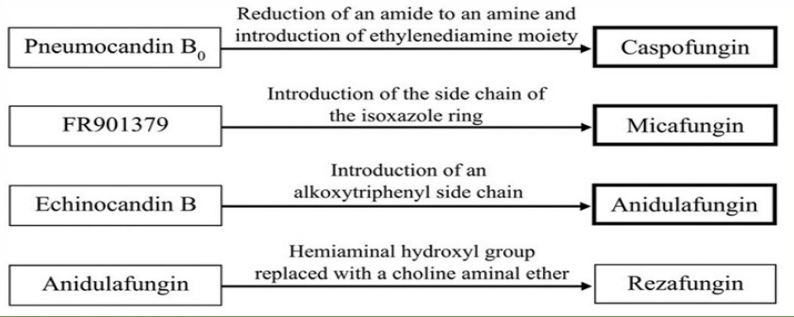 Reduction of an amide to an amine and
introduction of ethylenediamine moiety
Pneumocandin B0
Caspofungin
Introduction of the side chain of
the isoxazole ring
FR901379
Micafungin
Introduction of an
alkoxytriphenyl side chain
Echinocandin B
Anidulafungin
Hemiaminal hydroxyl group
replaced with a choline aminal ether
Anidulafungin
Rezafungin